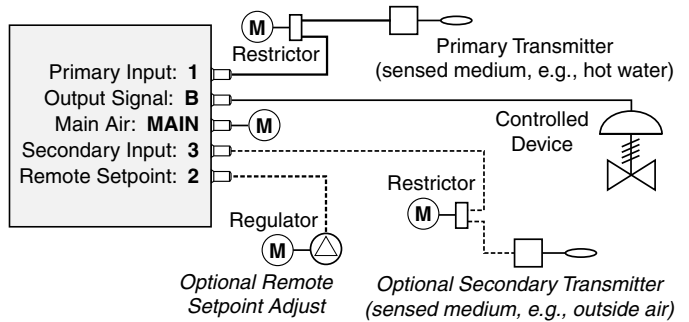 M
Restrictor
Primary Transmitter
(sensed medium, e.g., hot water)
Primary Input: 1
Output Signal: B
Main Air: MAIN
M
Secondary Input: 3
Remote Setpoint: 2
Controlled
Device
Restrictor
M
Regulator
M
Optional Remote
Setpoint Adjust
Optional Secondary Transmitter
(sensed medium, e.g., outside air)